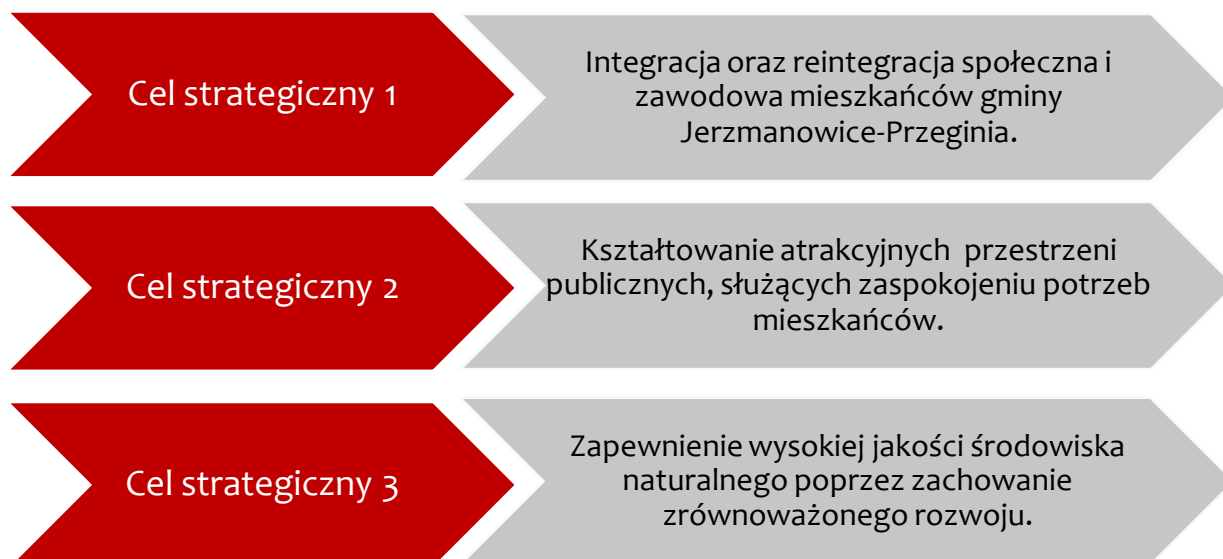 Cel strategiczny 1
Integracja oraz reintegracja społeczna i
zawodowa mieszkańców gminy
Jerzmanowice-Przeginia.
Cel strategiczny 2
Kształtowanie atrakcyjnych  przestrzeni
publicznych, służących zaspokojeniu potrzeb
mieszkańców.
Cel strategiczny 3
Zapewnienie wysokiej jakości środowiska
naturalnego poprzez zachowanie
zrównoważonego rozwoju.